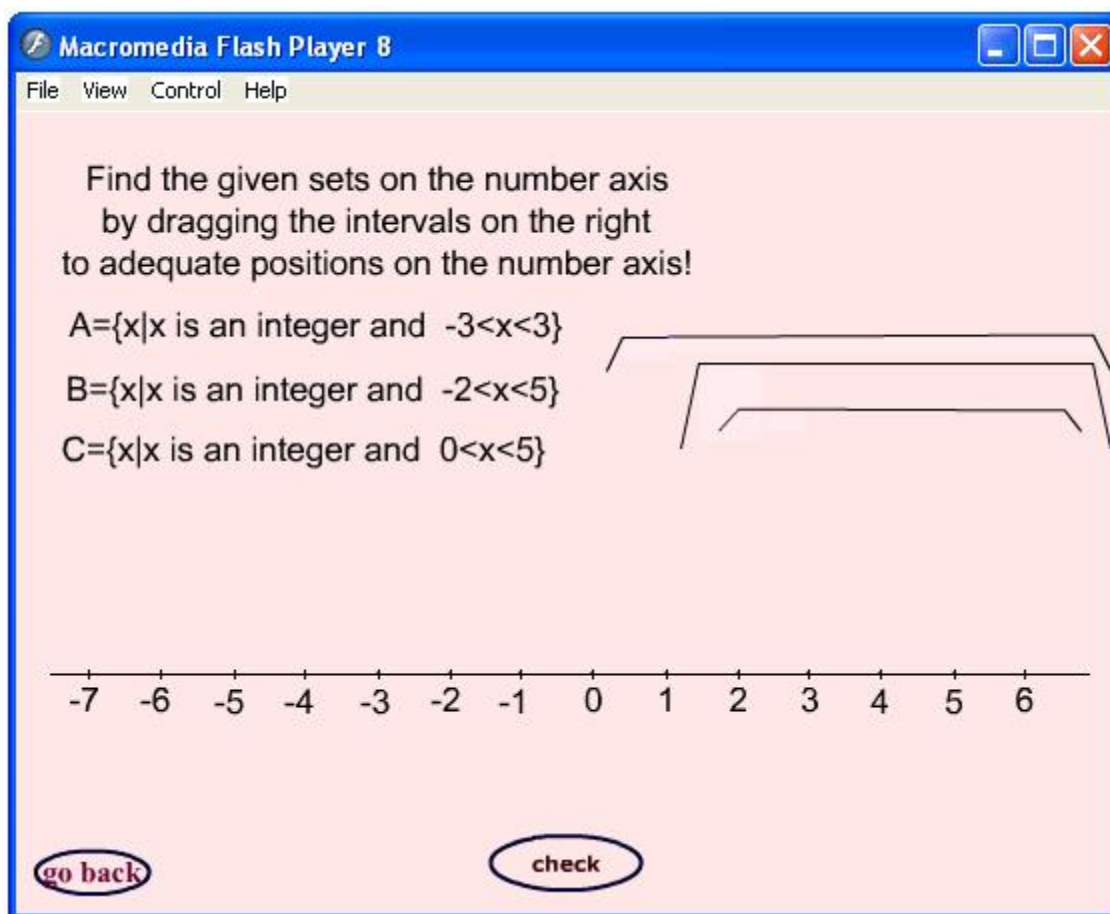 Macromedia Flash Player 8
File View Control Help
Find the given sets on the number axis
by dragging the intervals on the right
to adequate positions on the number axis!
A={x|x is an integer and -3<x<3}
B={x|x is an integer and -2<x<5}
C={x|x is an integer and 0<x<5}
-7 -6 -5 -4 -3 -2 -1 0 1 2 3 4 5 6
check
go back